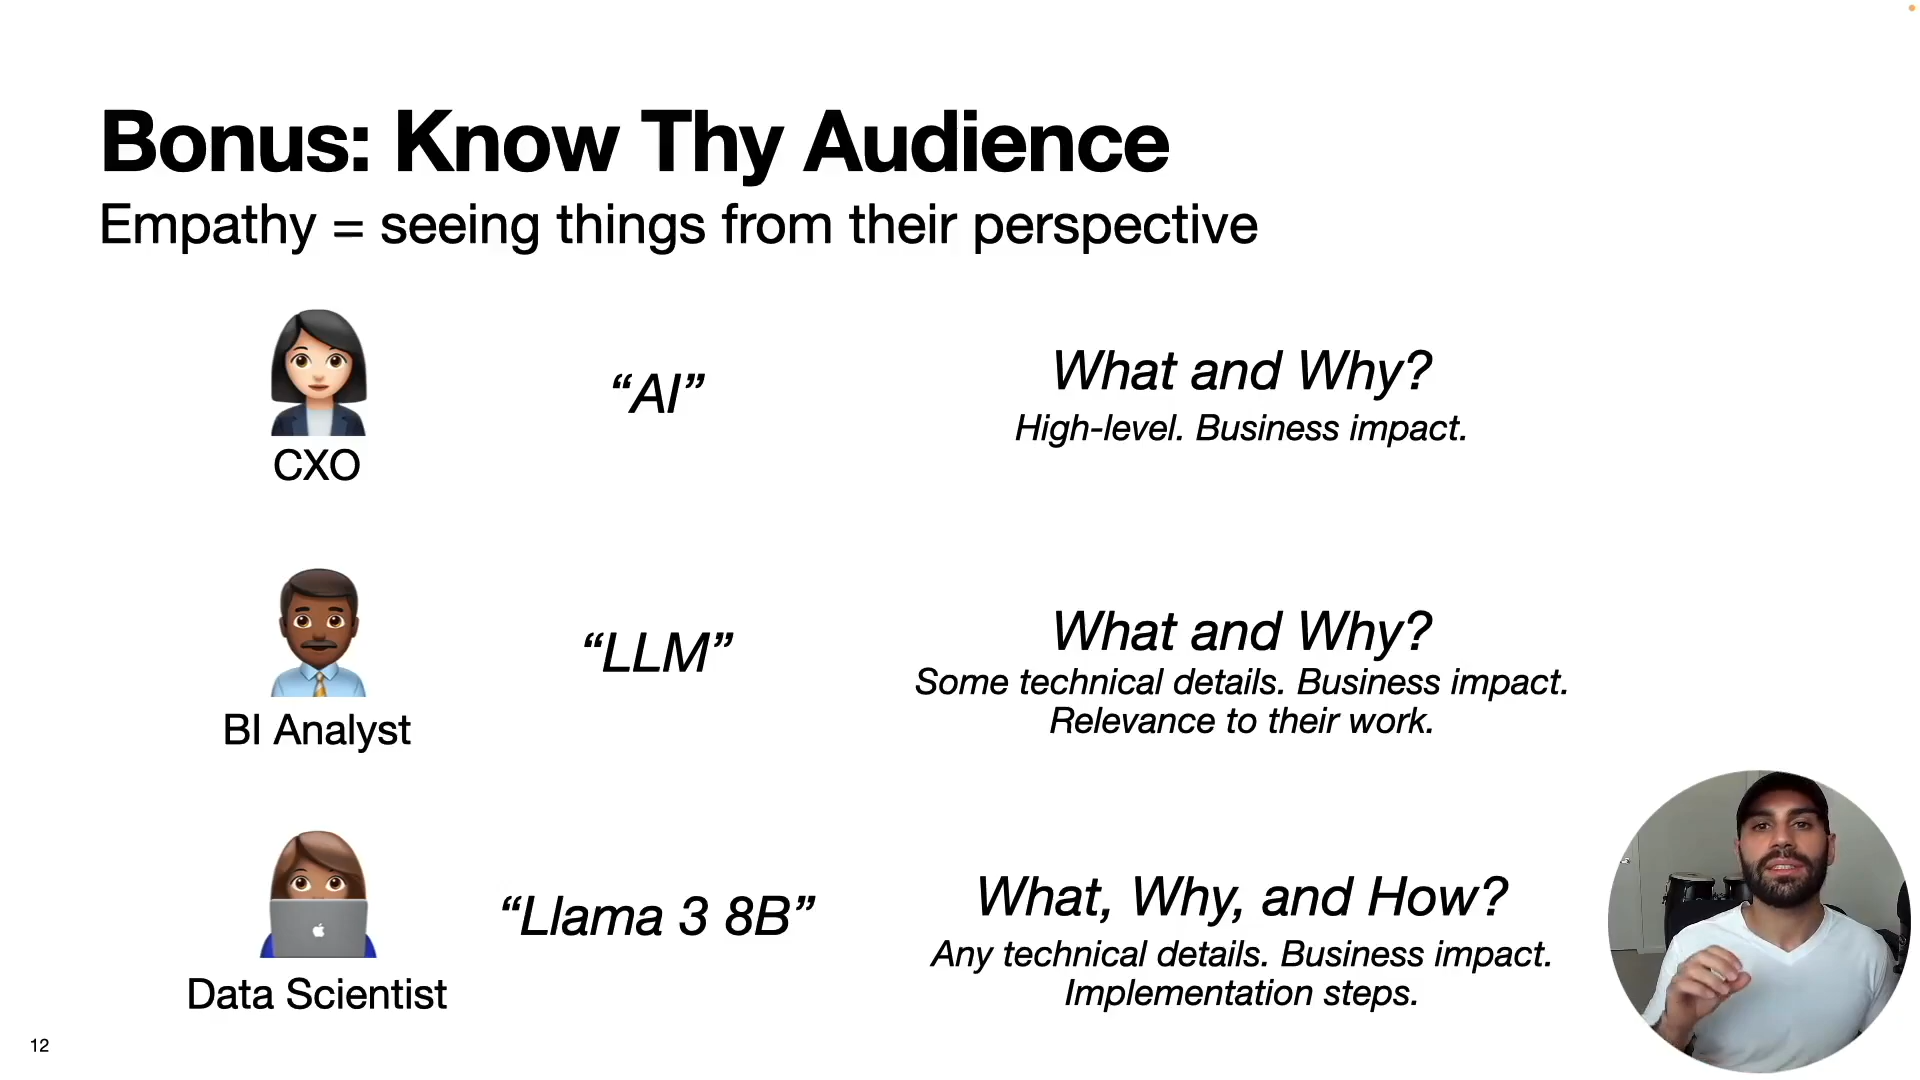 Bonus: Know Thy Audience
Empathy = seeing things from their perspective
“AI”
What and Why?
High-level. Business impact.
CXO
“LLM”
What and Why?
Some technical details. Business impact.
Relevance to their work.
BI Analyst
“Llama 3 8B”
What, Why, and How?
Any technical details. Business impact.
Implementation steps.
Data Scientist
12